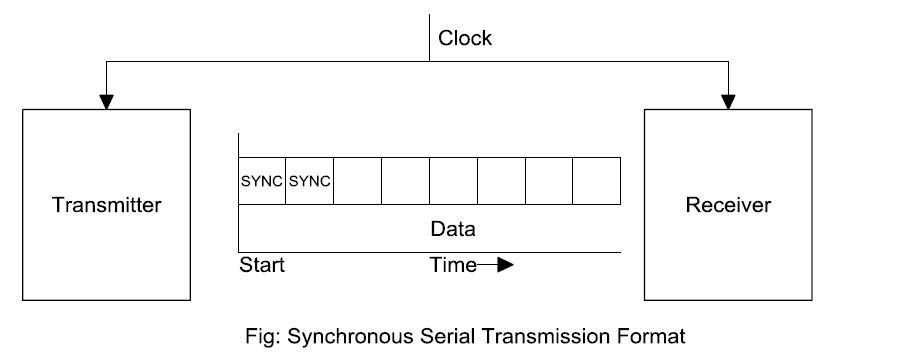 Clock
Transmitter
SYNC SYNC
Receiver
Data
Start
Time
Fig: Synchronous Serial Transmission Format